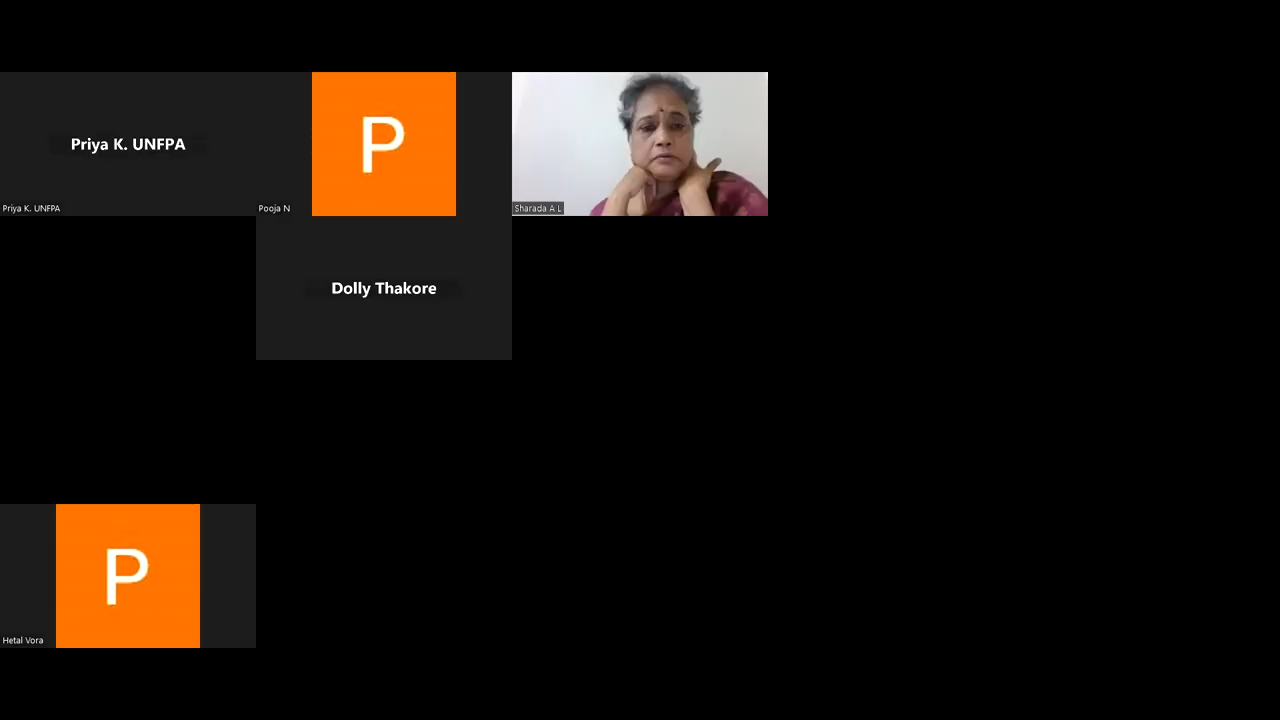 Priya K. UNFPA
Priya K. UNFPA
P
Pooja N
Sharada A L
Dolly Thakore
P
Hetal Vora